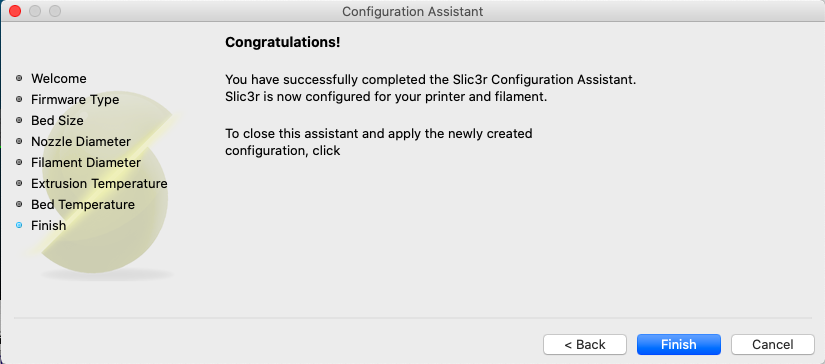 Configuration Assistant
Congratulations!
Welcome
Firmware Type
Bed Size
Nozzle Diameter
Filament Diameter
Extrusion Temperature
Bed Temperature
Finish
You have successfully completed the Slic3r Configuration Assistant.
Slic3r is now configured for your printer and filament.
To close this assistant and apply the newly created
configuration, click
< Back
Finish
Cancel